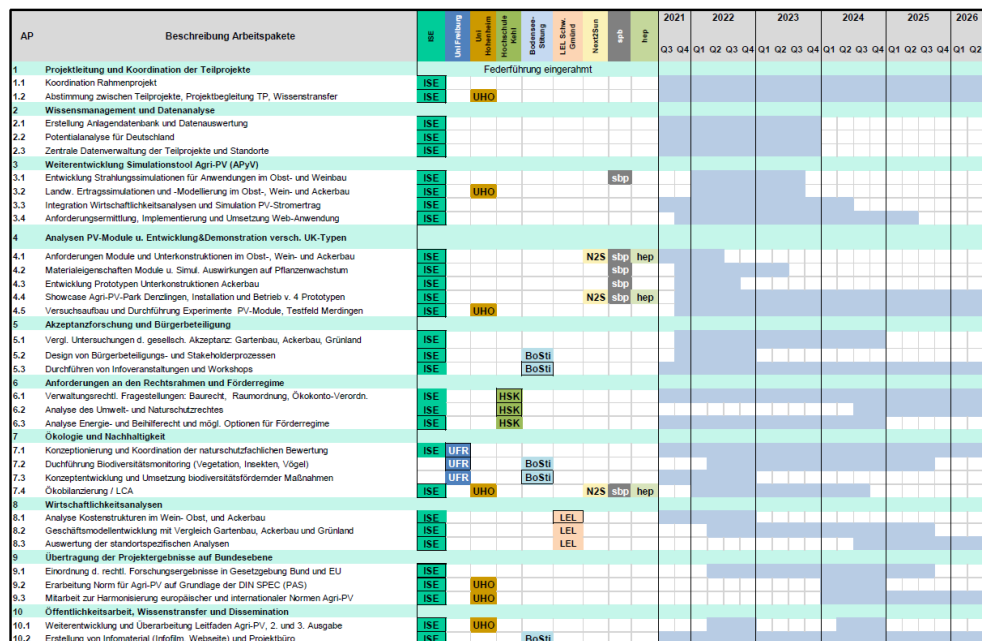 AP Beschreibung Arbeitspakete ISE Uni Freiburg Uni Hohenheim Hochschule Kehl Bodensee-Stiftung LEL Schw. Gmünd Next2Sun spb hep 2021 2022 2023 2024 2025 2026
Q3 Q4 Q1 Q2 Q3 Q4 Q1 Q2 Q3 Q4 Q1 Q2 Q3 Q4 Q1 Q2 Q3 Q4 Q1 Q2
1 Projektleitung und Koordination der Teilprojekte Federführung eingerahmt
1.1 Koordination Rahmenprojekt ISE
1.2 Abstimmung zwischen Teilprojekte, Projektbegleitung TP, Wissenstransfer ISE UHO
2 Wissensmanagement und Datenanalyse
2.1 Erstellung Anlagendatenbank und Datenauswertung ISE
2.2 Potentialanalyse für Deutschland ISE
2.3 Zentrale Datenverwaltung der Teilprojekte und Standorte ISE
3 Weiterentwicklung Simulationstool Agri-PV (APyV)
3.1 Entwicklung Strahlungssimulationen für Anwendungen im Obst- und Weinbau ISE sbp
3.2 Landw. Ertragssimulationen und -Modellierung im Obst-, Wein- und Ackerbau ISE UHO
3.3 Integration Wirtschaftlichkeitsanalysen und Simulation PV-Stromertrag ISE
3.4 Anforderungsermittlung, Implementierung und Umsetzung Web-Anwendung ISE
4 Analysen PV-Module u. Entwicklung&Demonstration versch. UK-Typen
4.1 Anforderungen Module und Unterkonstruktionen im Obst-, Wein- und Ackerbau ISE N2S sbp hep
4.2 Materialeigenschaften Module u. Simul. Auswirkungen auf Pflanzenwachstum ISE sbp
4.3 Entwicklung Prototypen Unterkonstruktionen Ackerbau ISE sbp
4.4 Showcase Agri-PV-Park Denzlingen, Installation und Betrieb v. 4 Prototypen ISE N2S sbp hep
4.5 Versuchsaufbau und Durchführung Experimente PV-Module, Testfeld Merdingen ISE UHO
5 Akzeptanzforschung und Bürgerbeteiligung
5.1 Vergl. Untersuchungen d. gesellsch. Akzeptanz: Gartenbau, Ackerbau, Grünland ISE
5.2 Design von Bürgerbeteiligungs- und Stakeholderprozessen ISE BoSti
5.3 Durchführen von Infoveranstaltungen und Workshops ISE BoSti
6 Anforderungen an den Rechtsrahmen und Förderregime
6.1 Verwaltungsrechtl. Fragestellungen: Baurecht, Raumordnung, Ökokonto-Verordn. ISE HSK
6.2 Analyse des Umwelt- und Naturschutzrechtes ISE HSK
6.3 Analyse Energie- und Beihilferecht und mögl. Optionen für Förderregime ISE HSK
7 Ökologie und Nachhaltigkeit
7.1 Konzeptionierung und Koordination der naturschutzfachlichen Bewertung ISE UFR
7.2 Duchführung Biodiversitätsmonitoring (Vegetation, Insekten, Vögel) UFR BoSti
7.3 Konzeptentwicklung und Umsetzung biodiversitätsfördernder Maßnahmen UFR BoSti
7.4 Ökobilanzierung / LCA ISE UHO N2S sbp hep
8 Wirtschaftlichkeitsanalysen
8.1 Analyse Kostenstrukturen im Wein- Obst, und Ackerbau ISE LEL
8.2 Geschäftsmodellentwicklung mit Vergleich Gartenbau, Ackerbau und Grünland ISE LEL
8.3 Auswertung der standortspezifischen Analysen ISE LEL
9 Übertragung der Projektergebnisse auf Bundesebene
9.1 Einordnung d. rechtl. Forschungsergebnisse in Gesetzgebung Bund und EU ISE
9.2 Erarbeitung Norm für Agri-PV auf Grundlage der DIN SPEC (PAS) ISE UHO
9.3 Mitarbeit zur Harmonisierung europäischer und internationaler Normen Agri-PV ISE UHO
10 Öffentlichkeitsarbeit, Wissenstransfer und Dissemination
10.1 Weiterentwicklung und Überarbeitung Leitfaden Agri-PV, 2. und 3. Ausgabe ISE UHO
10.2 Erstellung von Infomaterial (Infofilm, Webseite) und Projektbüro ISE BoSti